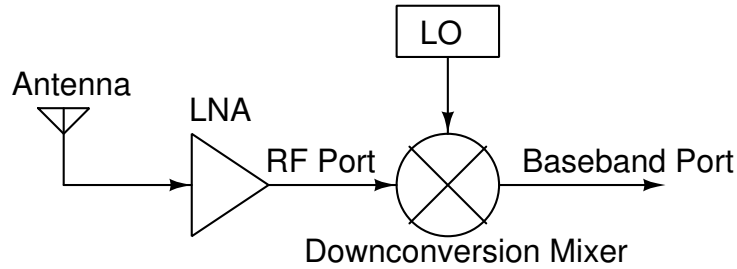 LO
Antenna
LNA
RF Port
Baseband Port
Downconversion Mixer